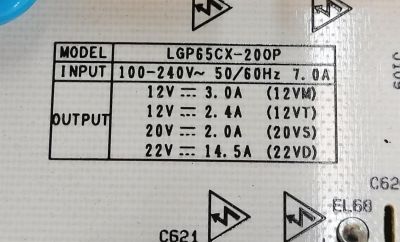 MODEL LGP65CX-200P
INPUT 100-240V~ 50/60Hz 7.0A
OUTPUT
12V ⎓ 3.0A (12VM)
12V ⎓ 2.4A (12VT)
20V ⎓ 2.0A (20VS)
22V ⎓ 14.5A (22VD)
C62
EL68
C621